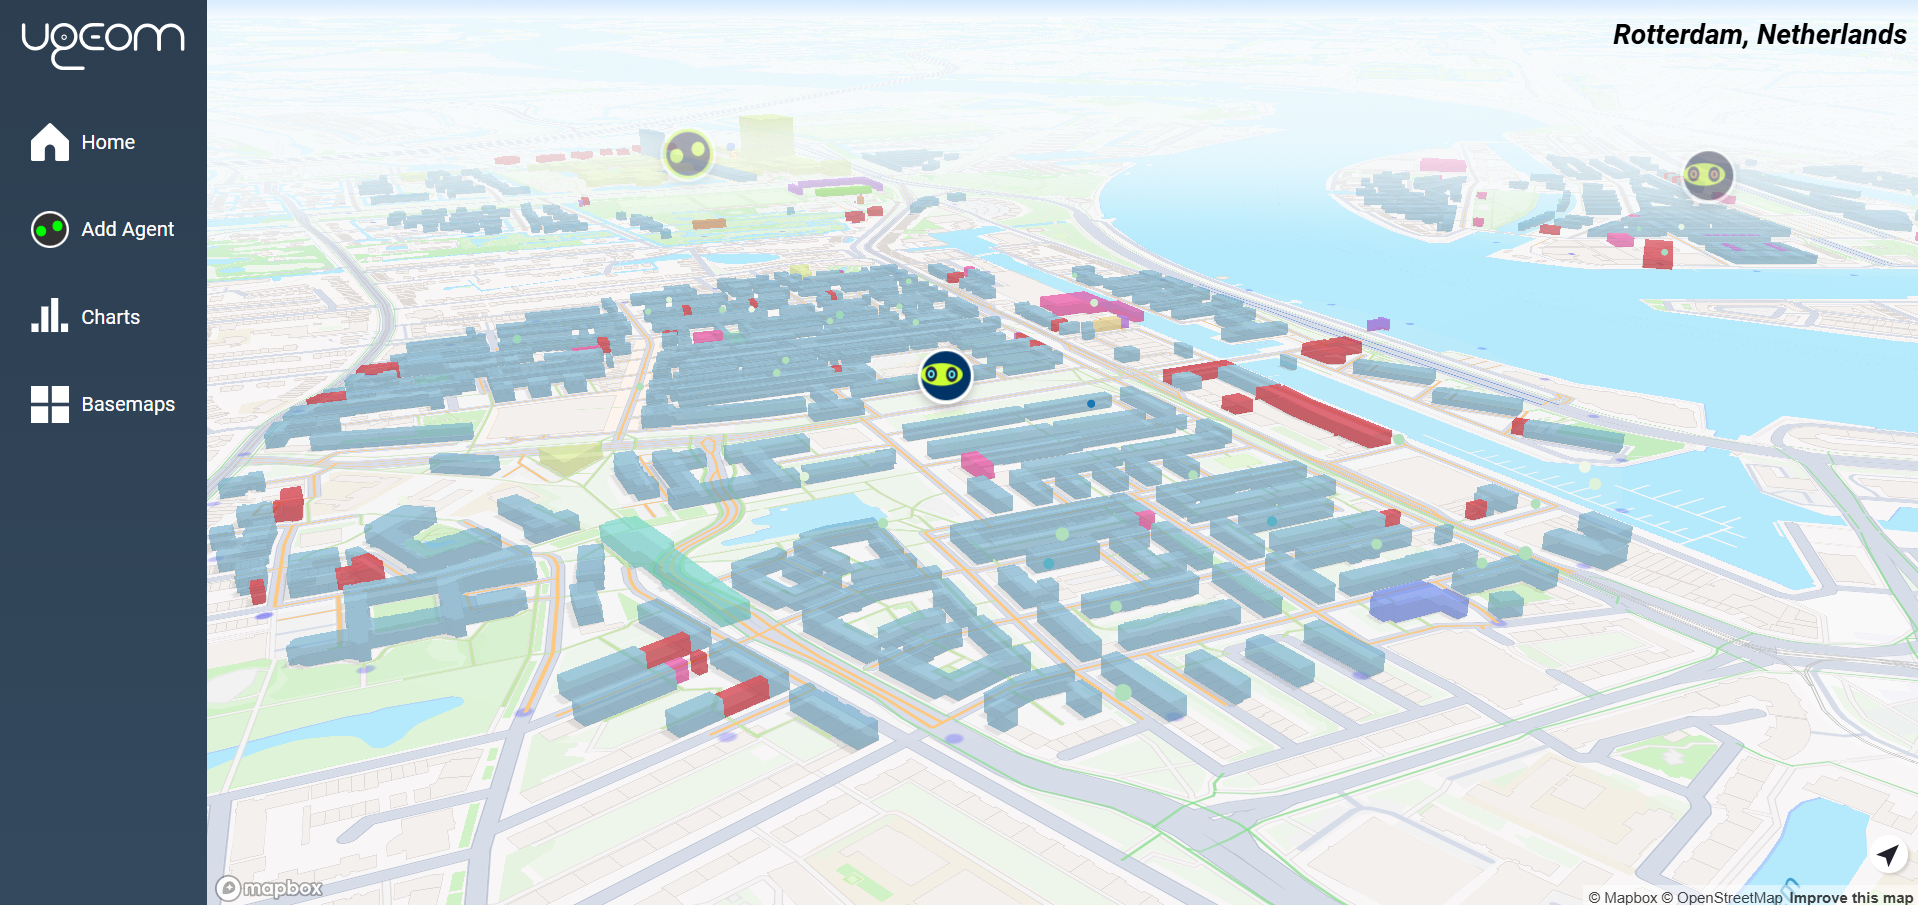 ugeom
Rotterdam, Netherlands
Home
Add Agent
Charts
Basemaps
mapbox
© Mapbox © OpenStreetMap Improve this map